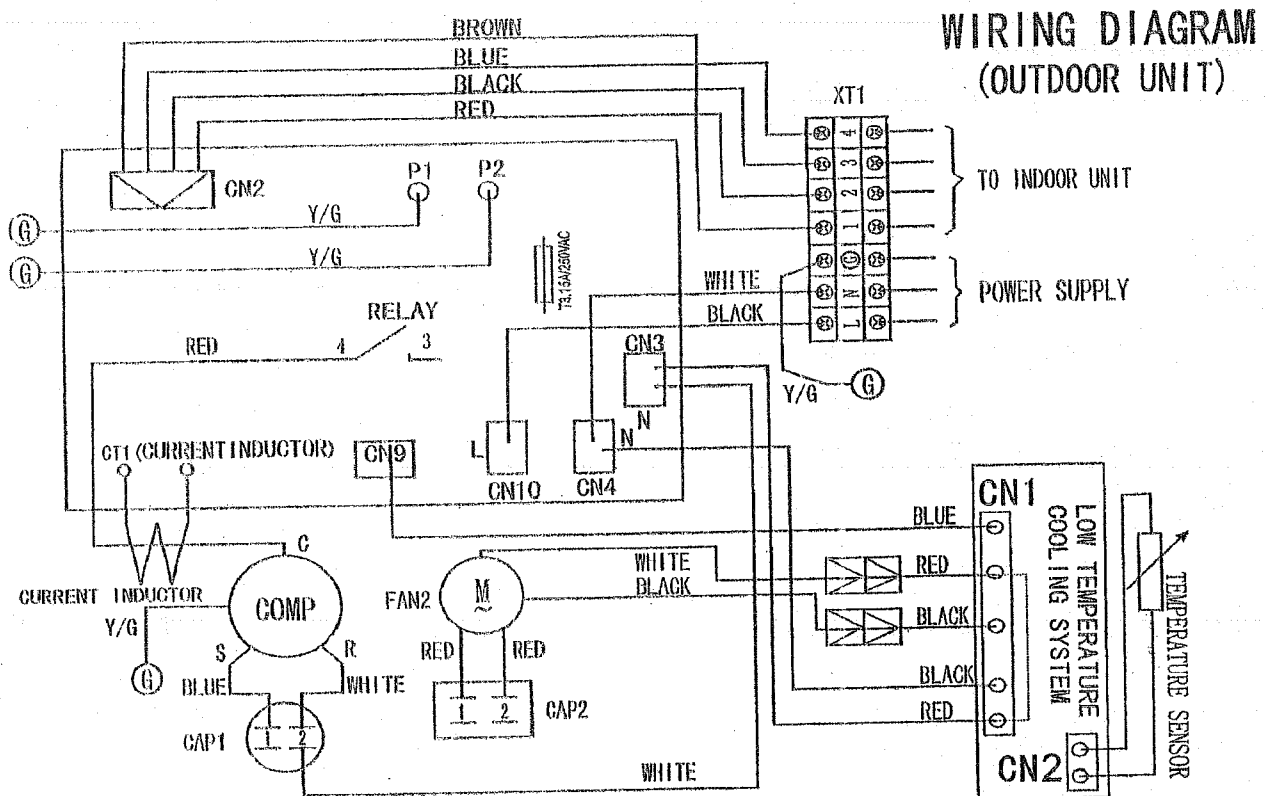 WIRING DIAGRAM
(OUTDOOR UNIT)
BROWN
BLUE
BLACK
RED
XT1
4
3
2
1
G
N
L
TO INDOOR UNIT
POWER SUPPLY
CN2
P1
P2
G
Y/G
G
Y/G
T3.15A/250VAC
WHITE
BLACK
RELAY
RED
4
3
CN3
N
Y/G
G
CT1 (CURRENT INDUCTOR)
CN9
L
CN10
N
CN4
CURRENT INDUCTOR
Y/G
G
C
COMP
S
R
BLUE
WHITE
CAP1
1
2
FAN2
M
~
RED
RED
1
2
CAP2
WHITE
BLACK
WHITE
BLUE
RED
BLACK
BLACK
RED
CN1
LOW TEMPERATURE
COOLING SYSTEM
CN2
TEMPERATURE SENSOR